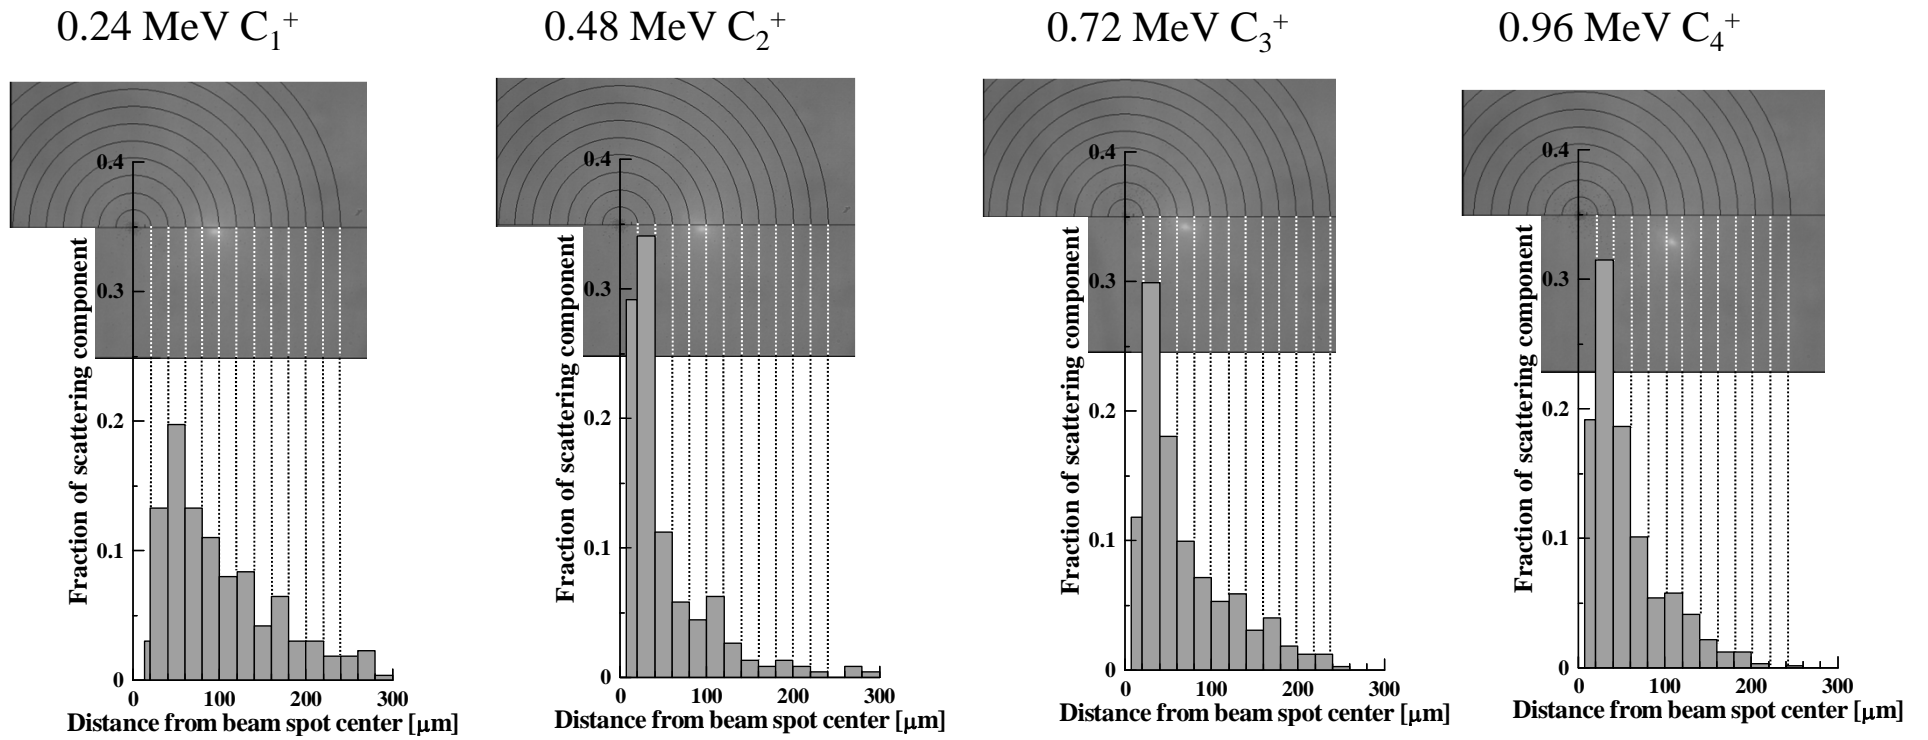 0.24 MeV C₁⁺
0.48 MeV C₂⁺
0.72 MeV C₃⁺
0.96 MeV C₄⁺
Fraction of scattering component
0.4
0.3
0.2
0.1
0
0 100 200 300
Distance from beam spot center [μm]
Fraction of scattering component
0.4
0.3
0.2
0.1
0
0 100 200 300
Distance from beam spot center [μm]
Fraction of scattering component
0.4
0.3
0.2
0.1
0
0 100 200 300
Distance from beam spot center [μm]
Fraction of scattering component
0.4
0.3
0.2
0.1
0
0 100 200 300
Distance from beam spot center [μm]